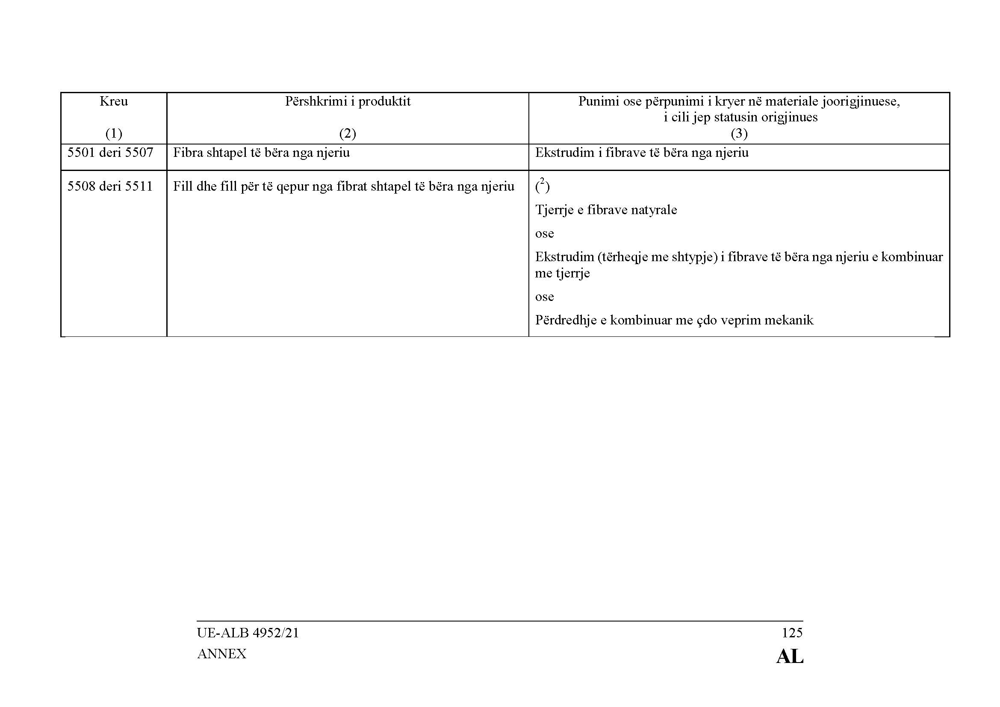 Kreu
(1)
Përshkrimi i produktit
(2)
Punimi ose përpunimi i kryer në materiale joorigjinuese,
i cili jep statusin origjinues
(3)
5501 deri 5507
Fibra shtapel të bëra nga njeriu
Ekstrudim i fibrave të bëra nga njeriu
5508 deri 5511
Fill dhe fill për të qepur nga fibrat shtapel të bëra nga njeriu
(²)
Tjerrje e fibrave natyrale
ose
Ekstrudim (tërheqje me shtypje) i fibrave të bëra nga njeriu e kombinuar
me tjerrje
ose
Përdredhje e kombinuar me çdo veprim mekanik
UE-ALB 4952/21
125
ANNEX
AL